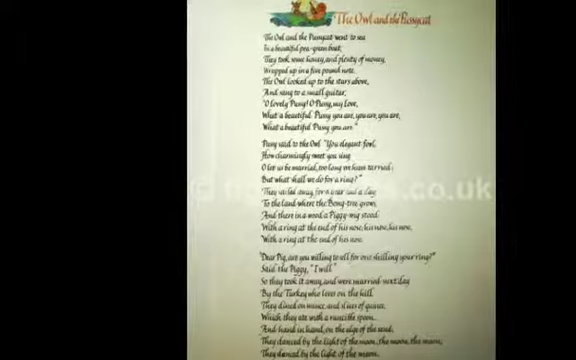 The Owl and the Pussycat
The Owl and the Pussycat went to sea
In a beautiful pea-green boat;
They took some honey, and plenty of money,
Wrapped up in a five pound note.
The Owl looked up to the stars above,
And sang to a small guitar,
"O lovely Pussy! O Pussy, my Love,
What a beautiful Pussy you are, you are, you are,
What a beautiful Pussy you are."
Pussy said to the Owl "You elegant fowl,
How charmingly sweet you sing
O let us be married, too long we have tarried;
But what shall we do for a ring?"
They sailed away, for a year and a day
To the land where the Bong-tree grows,
And there in a wood a Piggy-wig stood
With a ring at the end of his nose, his nose, his nose,
With a ring at the end of his nose.
.co.uk
"Dear Pig, are you willing to sell for one shilling your ring?"
Said the Piggy, "I will"
So they took it away, and were married next day
By the Turkey who lives on the hill
They dined on mince, and slices of quince,
Which they ate with a runcible spoon.
And hand in hand, on the edge of the sand,
They danced by the light of the moon, the moon, the moon,
They danced by the light of the moon.